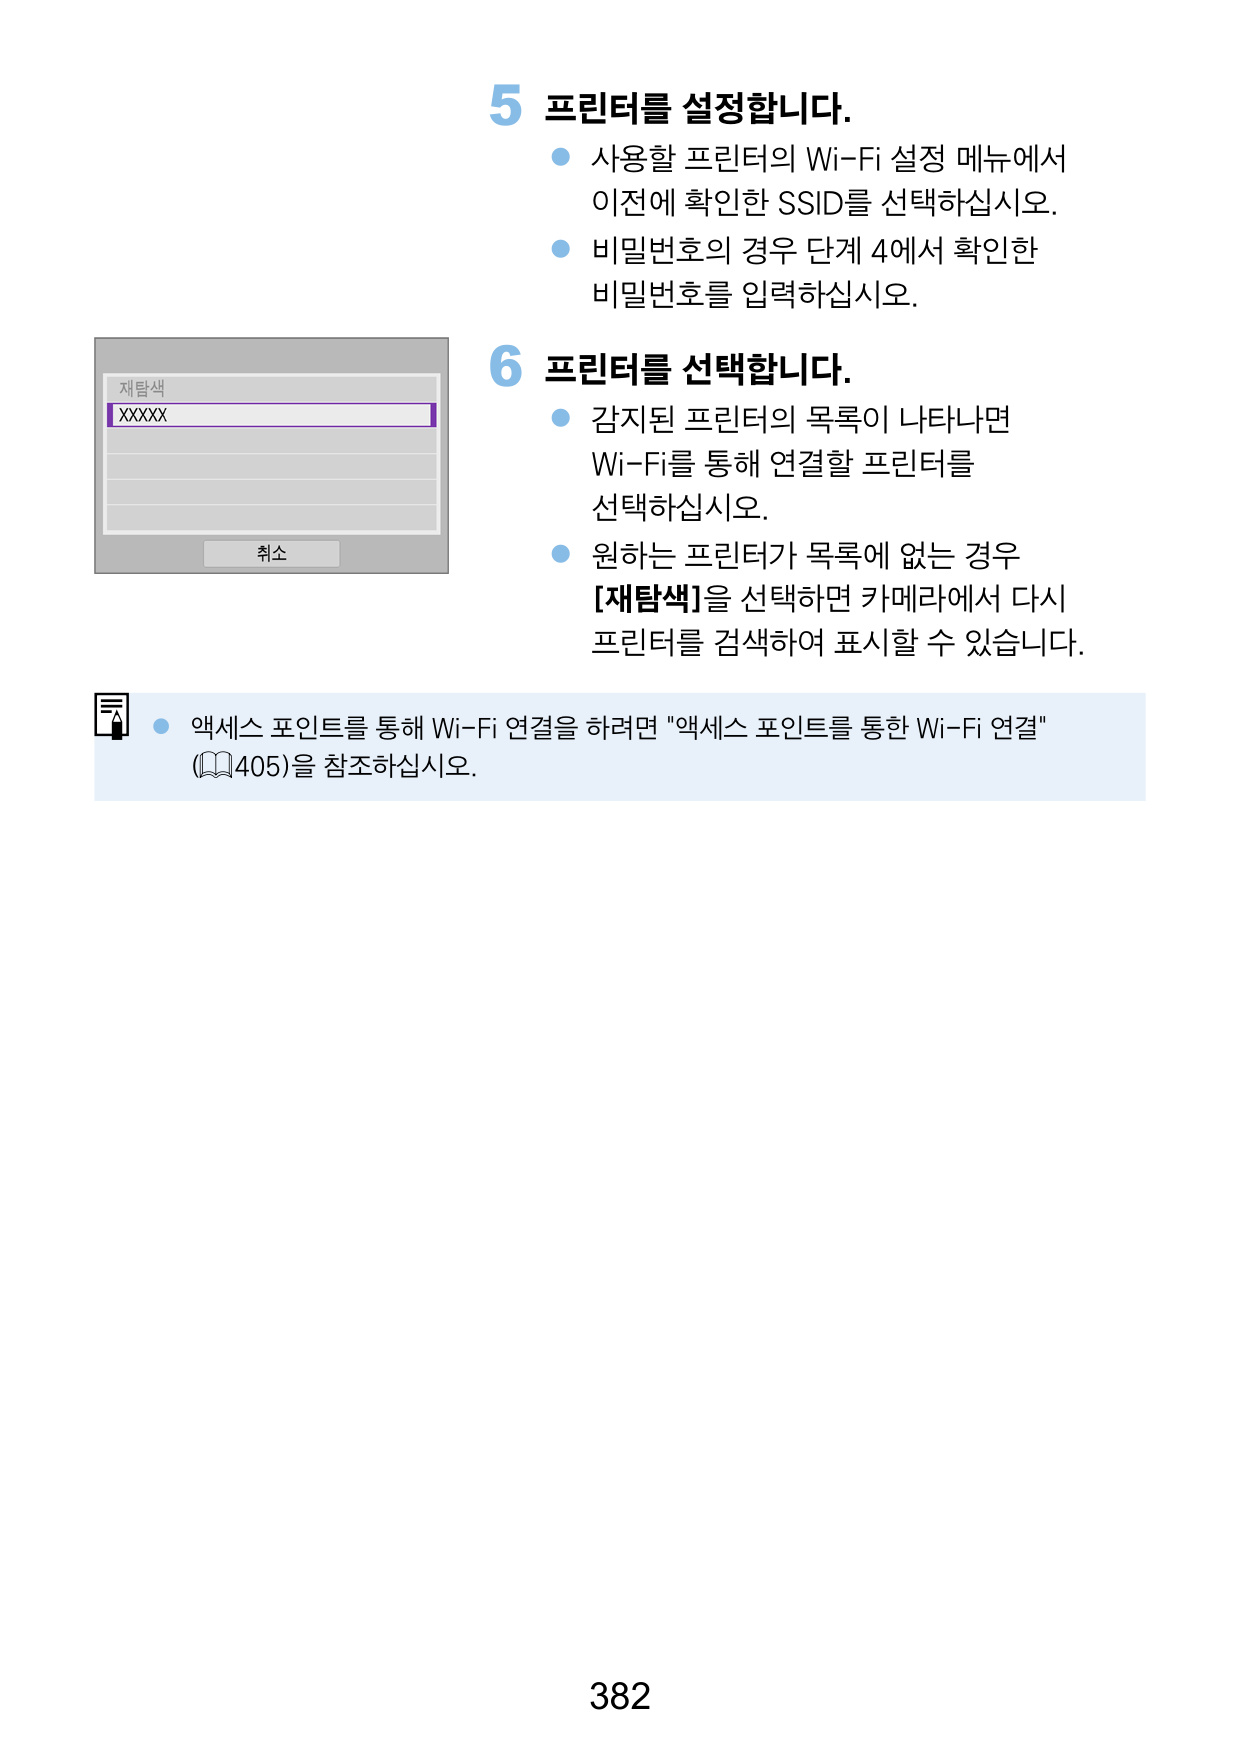 5 프린터를 설정합니다.
● 사용할 프린터의 Wi-Fi 설정 메뉴에서
이전에 확인한 SSID를 선택하십시오.
● 비밀번호의 경우 단계 4에서 확인한
비밀번호를 입력하십시오.
재탐색
XXXXX
취소
6 프린터를 선택합니다.
● 감지된 프린터의 목록이 나타나면
Wi-Fi를 통해 연결할 프린터를
선택하십시오.
● 원하는 프린터가 목록에 없는 경우
[재탐색]을 선택하면 카메라에서 다시
프린터를 검색하여 표시할 수 있습니다.
● 액세스 포인트를 통해 Wi-Fi 연결을 하려면 "액세스 포인트를 통한 Wi-Fi 연결"
(405)을 참조하십시오.
382